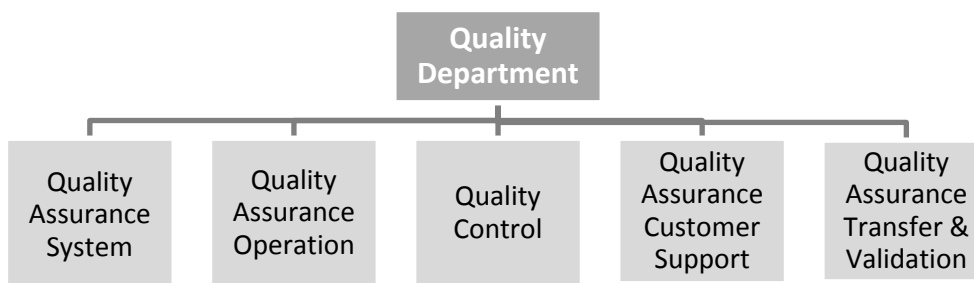 Quality
Department
Quality
Assurance
System
Quality
Assurance
Operation
Quality
Control
Quality
Assurance
Customer
Support
Quality
Assurance
Transfer &
Validation